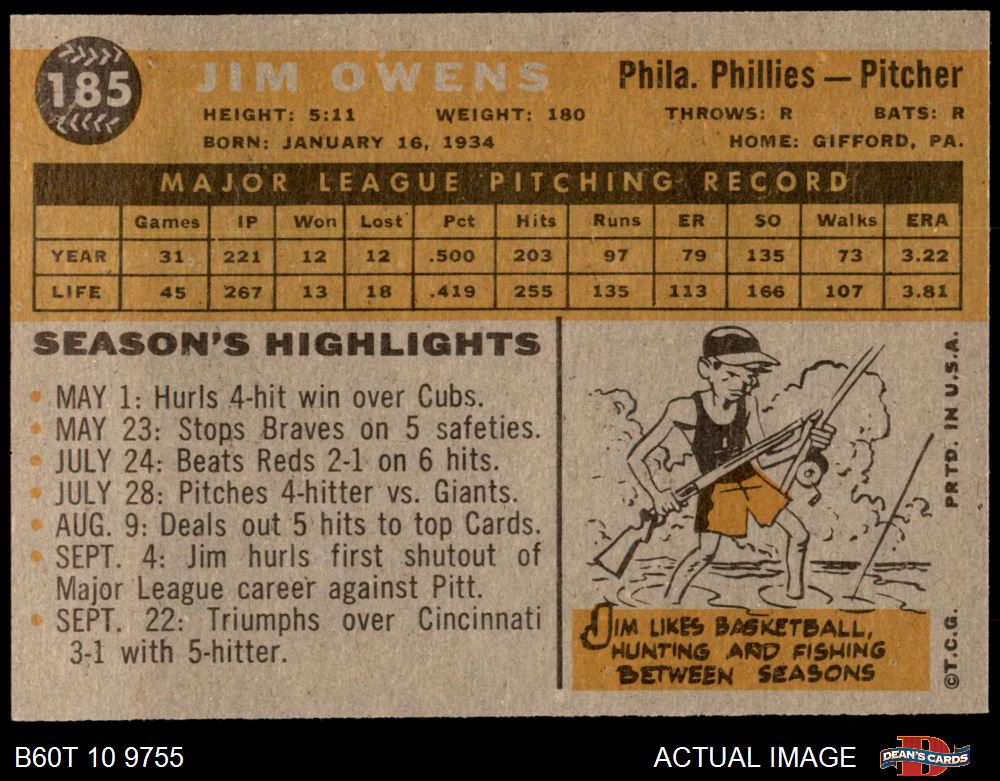 185
JIM OWENS
Phila. Phillies — Pitcher
HEIGHT: 5:11 WEIGHT: 180 THROWS: R BATS: R
BORN: JANUARY 16, 1934 HOME: GIFFORD, PA.
MAJOR LEAGUE PITCHING RECORD
Games IP Won Lost Pct Hits Runs ER SO Walks ERA
YEAR 31 221 12 12 .500 203 97 79 135 73 3.22
LIFE 45 267 13 18 .419 255 135 113 166 107 3.81
SEASON'S HIGHLIGHTS
• MAY 1: Hurls 4-hit win over Cubs.
• MAY 23: Stops Braves on 5 safeties.
• JULY 24: Beats Reds 2-1 on 6 hits.
• JULY 28: Pitches 4-hitter vs. Giants.
• AUG. 9: Deals out 5 hits to top Cards.
• SEPT. 4: Jim hurls first shutout of
Major League career against Pitt.
• SEPT. 22: Triumphs over Cincinnati
3-1 with 5-hitter.
JIM LIKES BASKETBALL,
HUNTING AND FISHING
BETWEEN SEASONS
©T.C.G. PRTD. IN U.S.A.
B60T 10 9755
ACTUAL IMAGE
DEAN'S CARDS